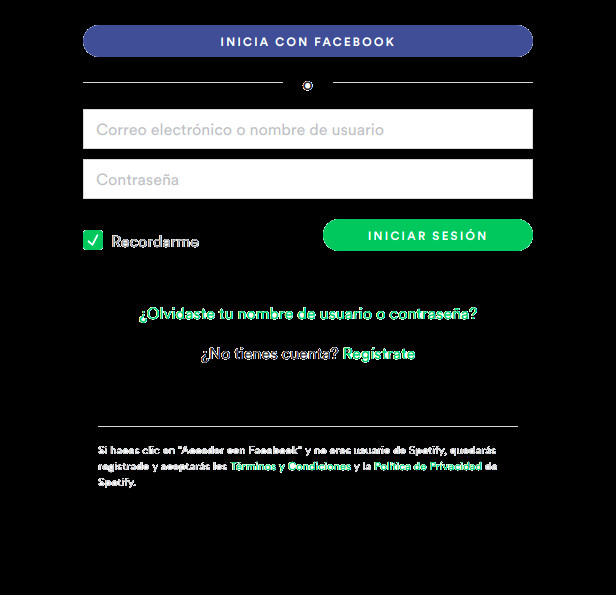 INICIA CON FACEBOOK
o
Correo electrónico o nombre de usuario
Contraseña
Recordarme
INICIAR SESIÓN
¿Olvidaste tu nombre de usuario o contraseña?
¿No tienes cuenta? Regístrate
Si haces clic en "Acceder con Facebook" y no eres usuario de Spotify, quedarás
registrado y aceptarás los Términos y Condiciones y la Política de Privacidad de
Spotify.